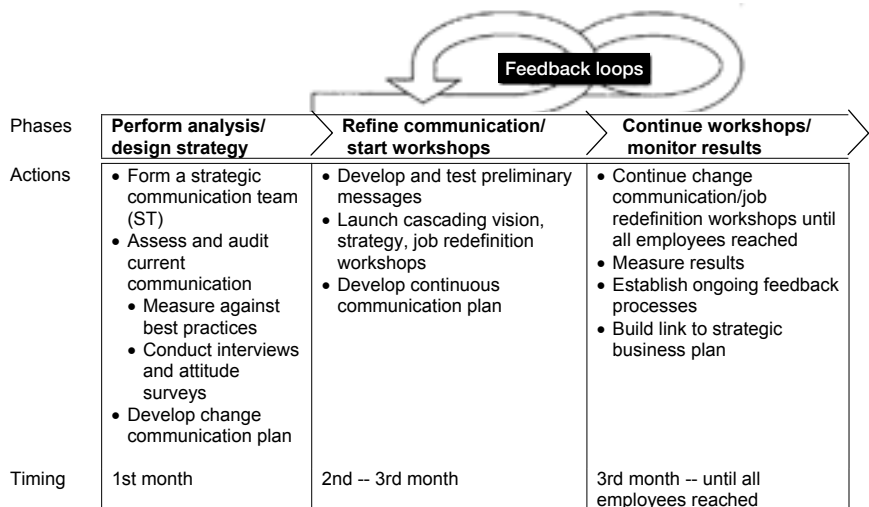 Feedback loops
Phases
Perform analysis/
design strategy
Refine communication/
start workshops
Continue workshops/
monitor results
Actions
• Form a strategic
communication team
(ST)
• Assess and audit
current
communication
• Measure against
best practices
• Conduct interviews
and attitude
surveys
• Develop change
communication plan
• Develop and test preliminary
messages
• Launch cascading vision,
strategy, job redefinition
workshops
• Develop continuous
communication plan
• Continue change
communication/job
redefinition workshops until
all employees reached
• Measure results
• Establish ongoing feedback
processes
• Build link to strategic
business plan
Timing
1st month
2nd -- 3rd month
3rd month -- until all
employees reached